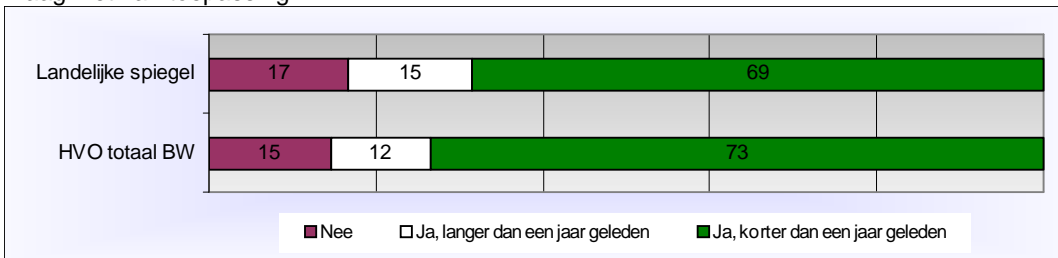 Landelijke spiegel 17 15 69
HVO totaal BW 15 12 73
Nee Ja, langer dan een jaar geleden Ja, korter dan een jaar geleden